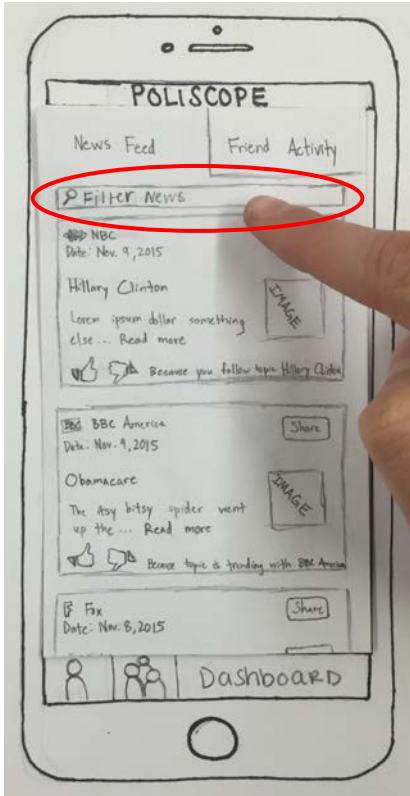 POLISCOPE
News Feed
Friend Activity
Filter News
NBC
Date: Nov. 9, 2015
Hillary Clinton
Lorem ipsum dollar something
else... Read more
IMAGE
Because you follow topic Hillary Clinton
BBC BBC America
Share
Date: Nov. 9, 2015
Obamacare
The itsy bitsy spider went
up the ... Read more
IMAGE
Because topic is trending with BBC America
F Fox
Share
Date: Nov. 8, 2015
DashboaRD